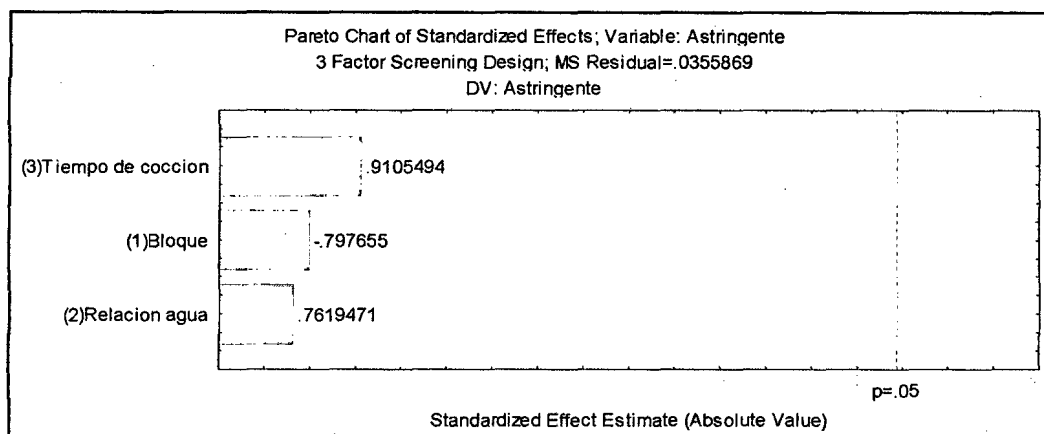 Pareto Chart of Standardized Effects; Variable: Astringente
3 Factor Screening Design; MS Residual=.0355869
DV: Astringente
(3)Tiempo de coccion
.9105494
(1)Bloque
-.797655
(2)Relacion agua
.7619471
p=.05
Standardized Effect Estimate (Absolute Value)